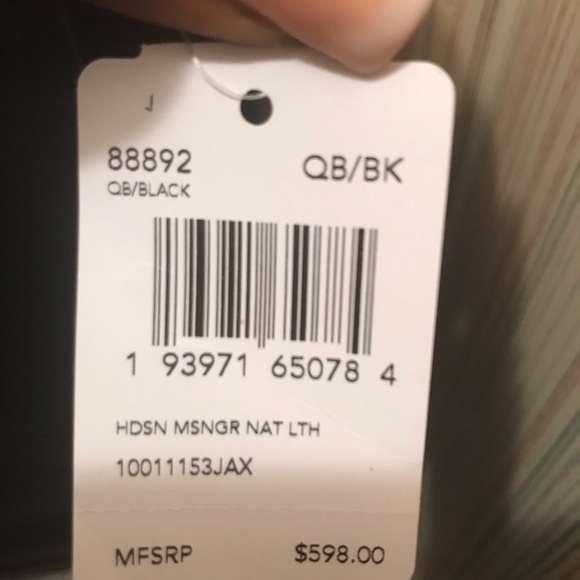 J
88892 QB/BK
QB/BLACK
1 93971 65078 4
HDSN MSNGR NAT LTH
10011153JAX
MFSRP $598.00